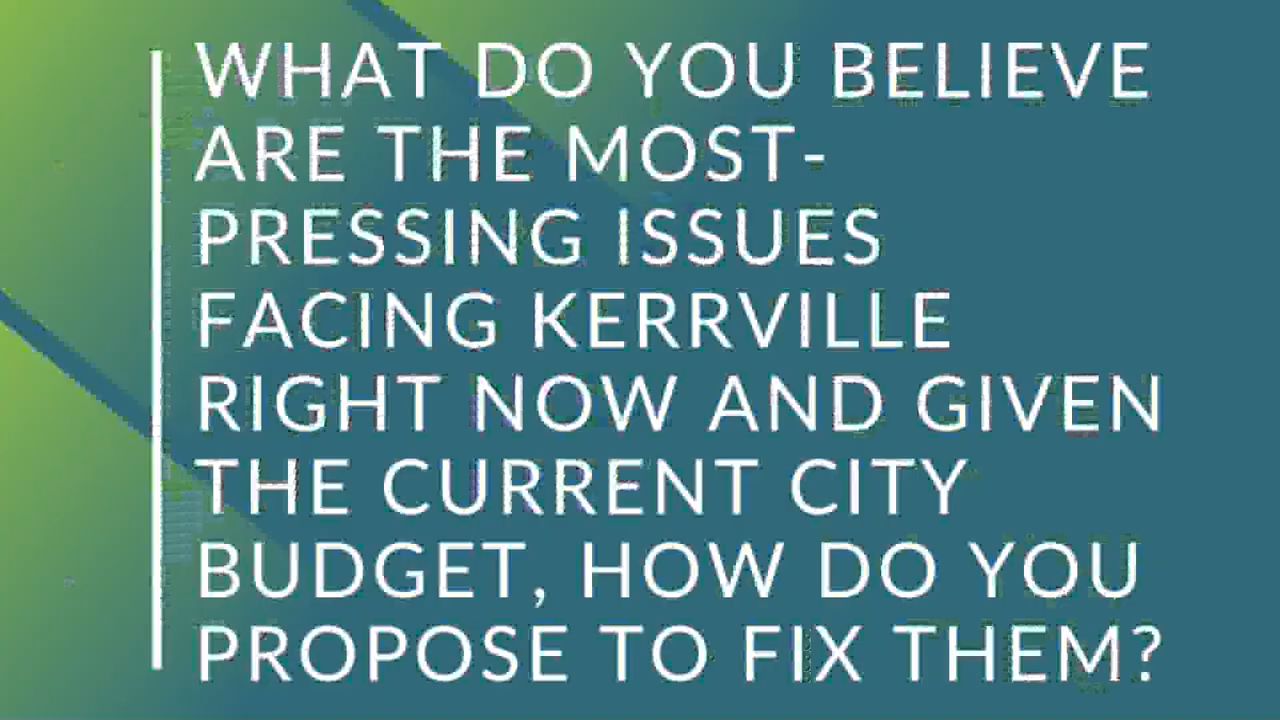 WHAT DO YOU BELIEVE
ARE THE MOST-
PRESSING ISSUES
FACING KERRVILLE
RIGHT NOW AND GIVEN
THE CURRENT CITY
BUDGET, HOW DO YOU
PROPOSE TO FIX THEM?